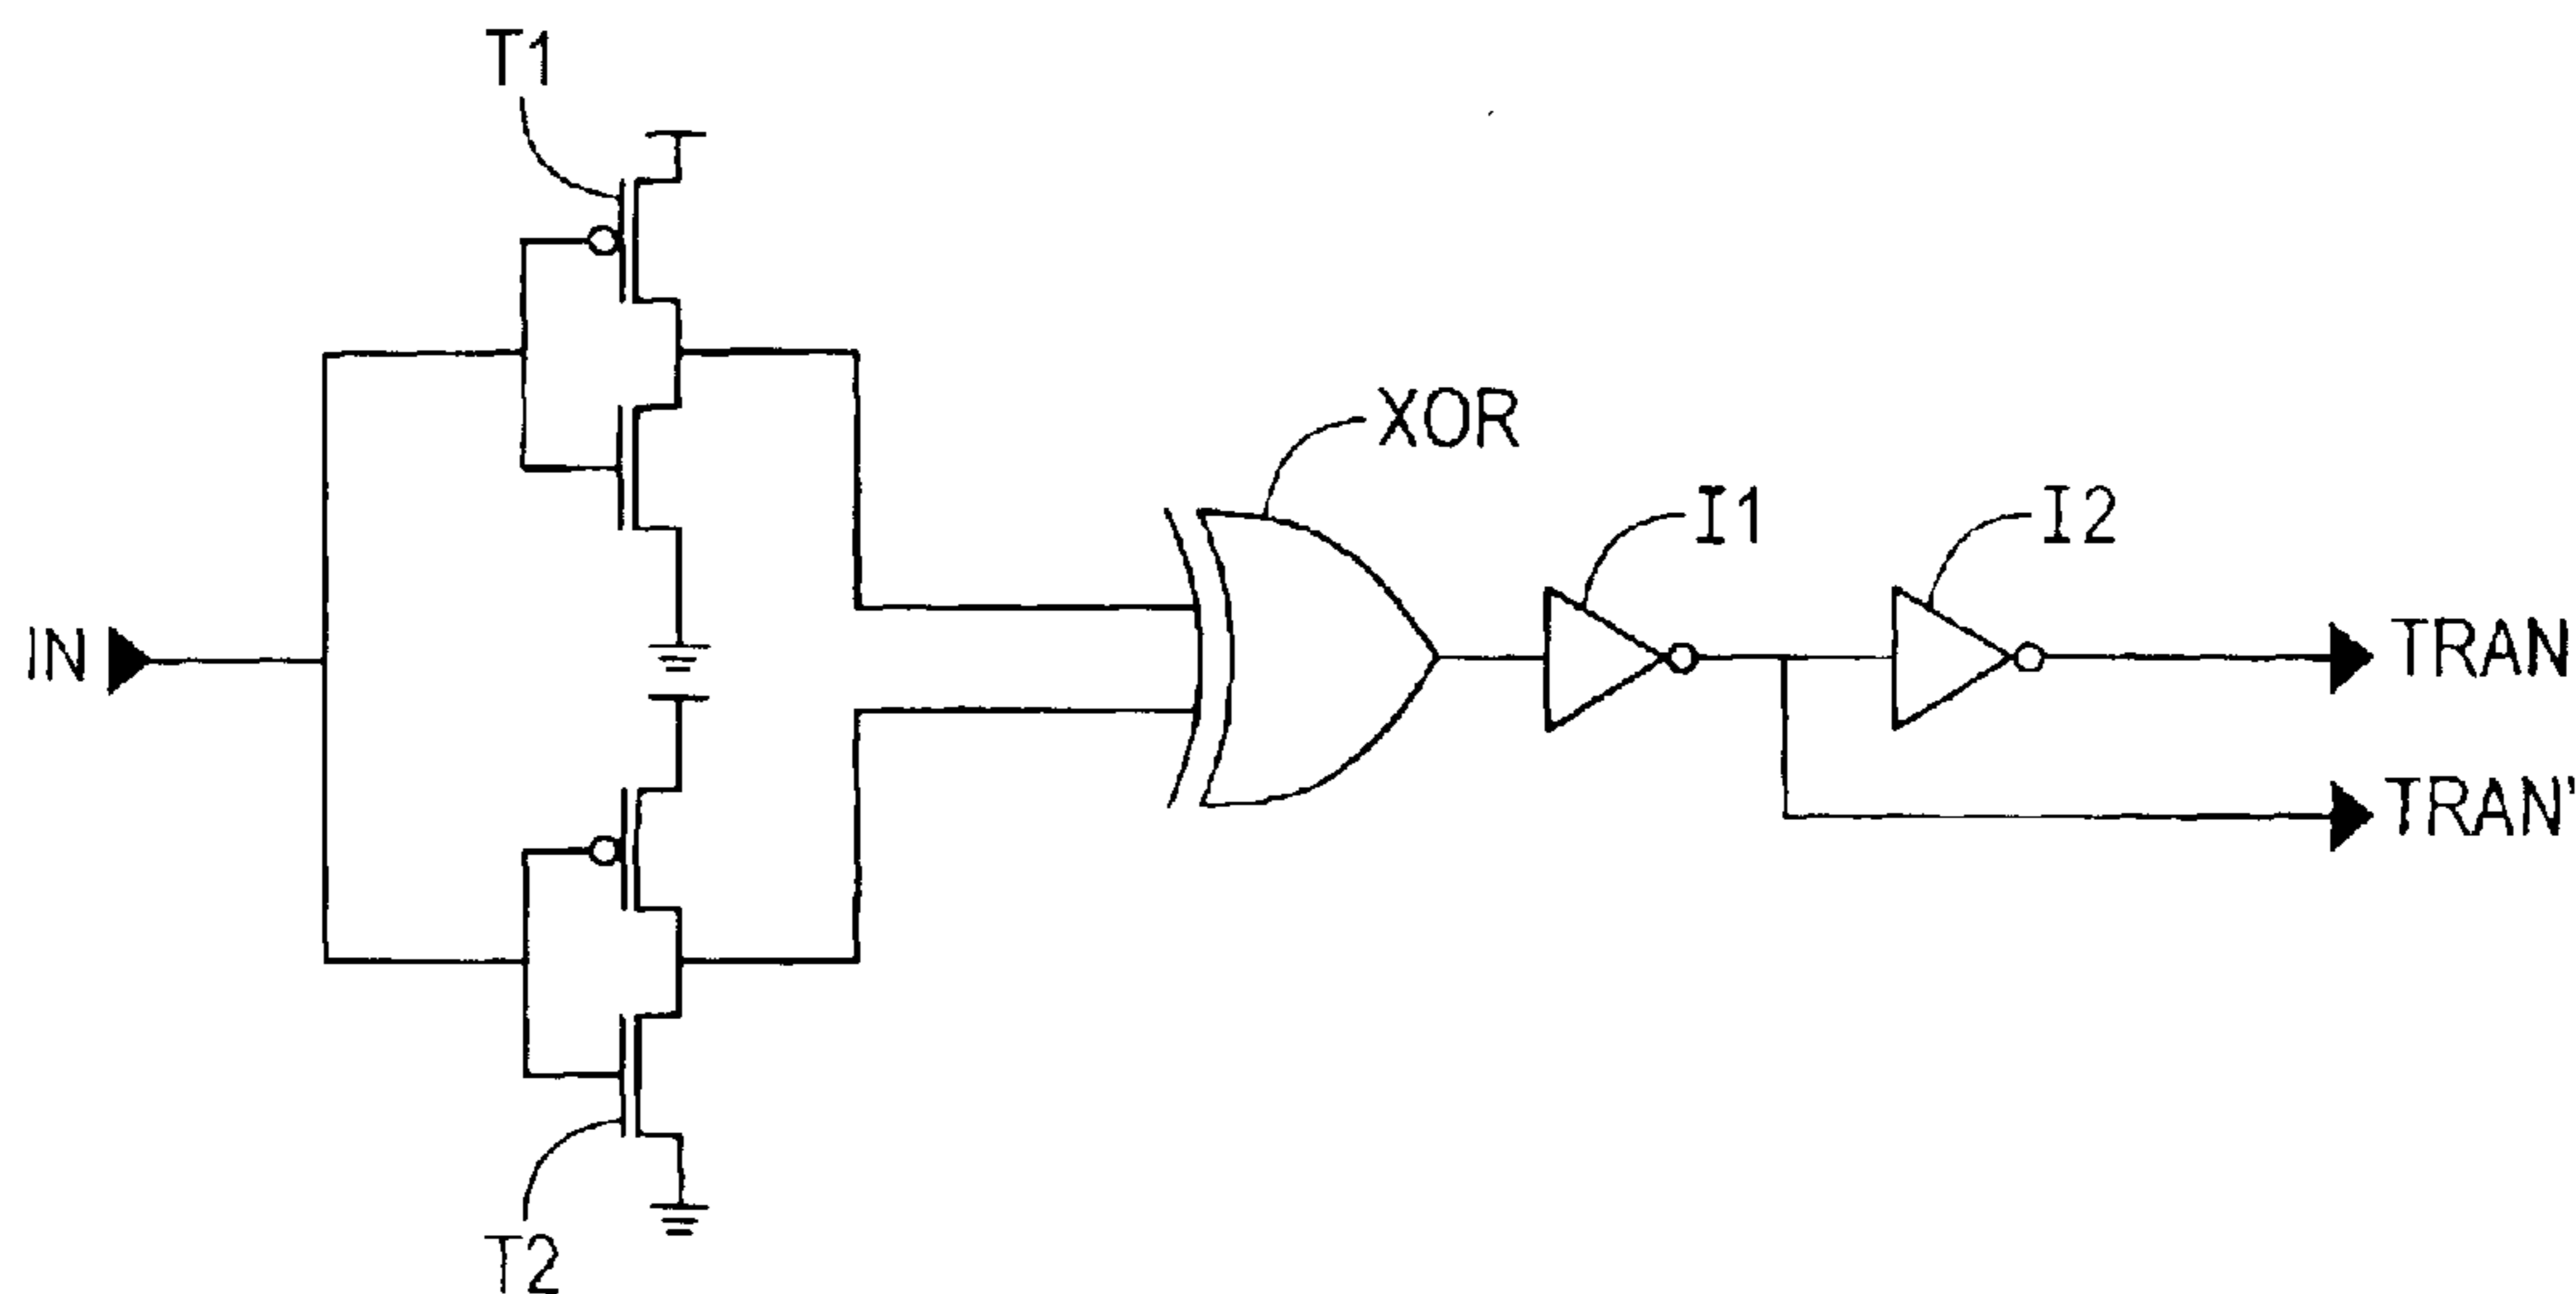 T1
XOR
I1
I2
IN
TRAN
TRAN'
T2